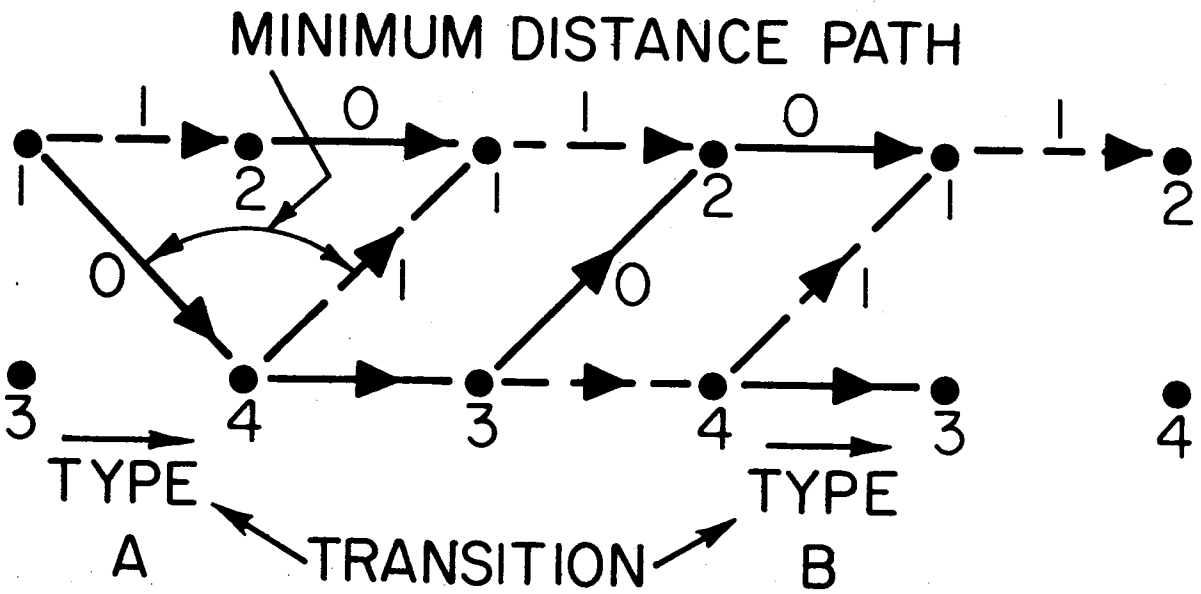 MINIMUM DISTANCE PATH
1 0 1 0 1
1 2 1 2 1 2
0 1 0 1
3 4 3 4 3 4
TYPE A
TYPE B
TRANSITION